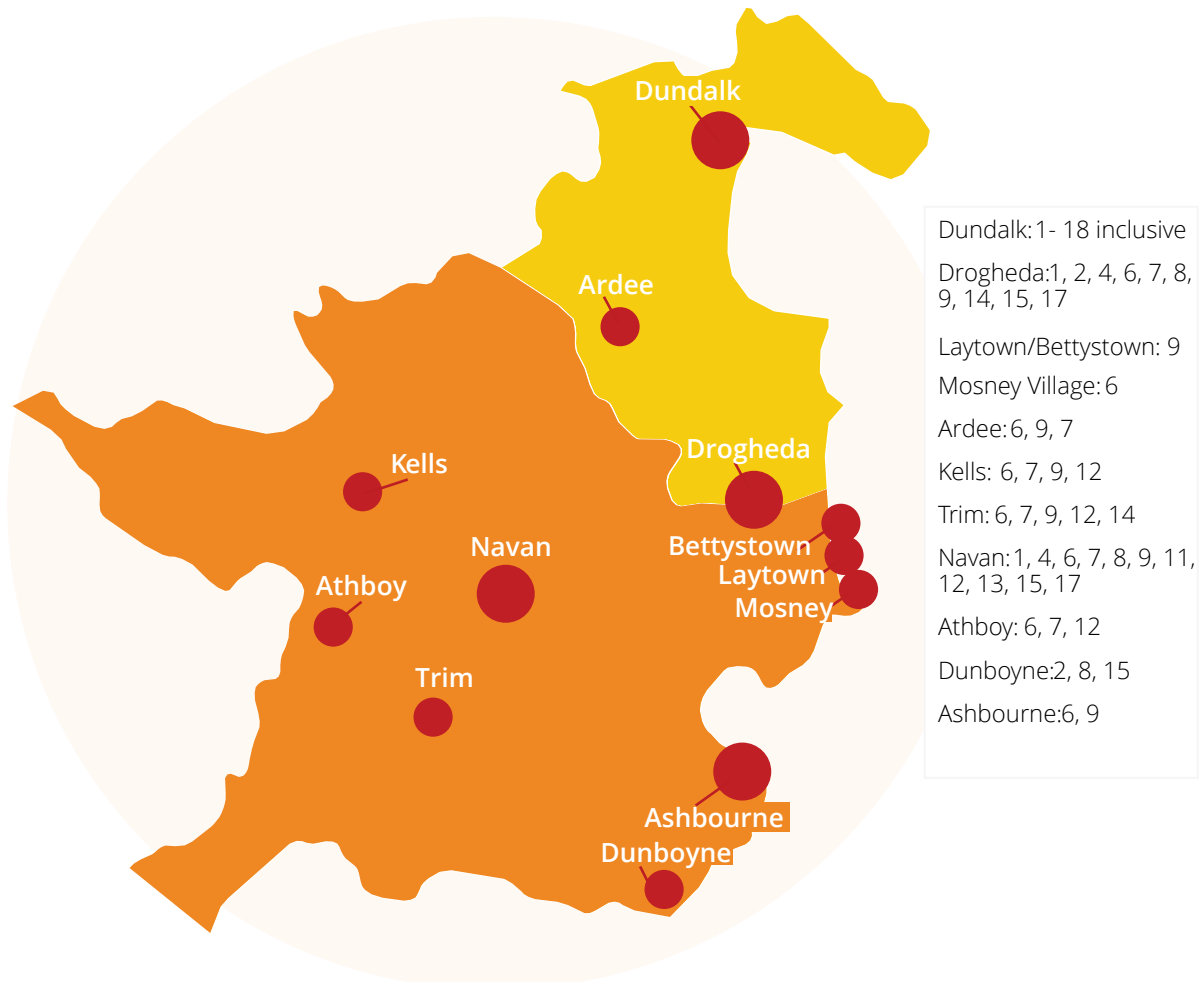 Dundalk
Ardee
Drogheda
Kells
Navan
Bettystown
Laytown
Athboy
Mosney
Trim
Ashbourne
Dunboyne
Dundalk: 1- 18 inclusive
Drogheda:1, 2, 4, 6, 7, 8,
9, 14, 15, 17
Laytown/Bettystown: 9
Mosney Village: 6
Ardee: 6, 9, 7
Kells: 6, 7, 9, 12
Trim: 6, 7, 9, 12, 14
Navan: 1, 4, 6, 7, 8, 9, 11,
12, 13, 15, 17
Athboy: 6, 7, 12
Dunboyne:2, 8, 15
Ashbourne:6, 9